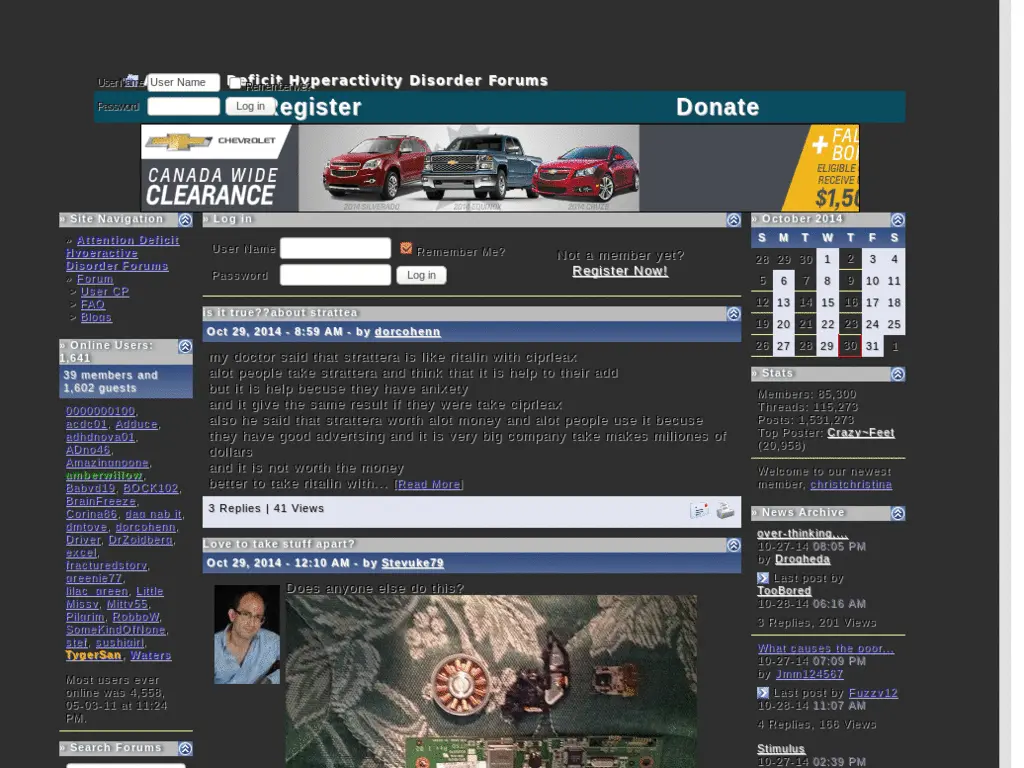 Deficit Hyperactivity Disorder Forums
User Name
User Name
Remember Me?
Password
Log in
Register
Donate
CHEVROLET
CANADA WIDE
CLEARANCE
2014 SILVERADO
2014 EQUINOX
2014 CRUZE
+ FAL
BO
ELIGIBLE
RECEIVE
$1,50
» Site Navigation
» Attention Deficit
Hyperactive
Disorder Forums
» Forum
> User CP
> FAQ
> Blogs
» Online Users:
1,641
39 members and
1,602 guests
0000000100,
acdc01, Adduce,
adhdnova01,
ADno46,
Amazingnoone,
amberwillow,
Babyd19, BOCK102,
BrainFreeze,
Corina86, dag nab it,
dmtove, dorcohenn,
Driver, DrZoidberg,
excel,
fracturedstory,
greenie77,
lilac_green, Little
Missy, Mitty55,
Pilgrim, RobboW,
SomeKindOfNone,
stef, sushigirl,
TygerSan, Waters
Most users ever
online was 4,558,
05-03-11 at 11:24
PM.
» Search Forums
» Log in
User Name
Remember Me?
Password
Log in
Not a member yet?
Register Now!
is it true??about strattea
Oct 29, 2014 - 8:59 AM - by dorcohenn
my doctor said that strattera is like ritalin with ciprleax
alot people take strattera and think that it is help to their add
but it is help becuse they have anixety
and it give the same result if they were take ciprleax
also he said that strattera worth alot money and alot people use it becuse
they have good advertsing and it is very big company take makes miliones of
dollars
and it is not worth the money
better to take ritalin with... [Read More]
3 Replies | 41 Views
Love to take stuff apart?
Oct 29, 2014 - 12:10 AM - by Stevuke79
Does anyone else do this?
» October 2014
S M T W T F S
28 29 30 1 2 3 4
5 6 7 8 9 10 11
12 13 14 15 16 17 18
19 20 21 22 23 24 25
26 27 28 29 30 31 1
» Stats
Members: 85,300
Threads: 115,273
Posts: 1,531,273
Top Poster: Crazy~Feet
(20,958)
Welcome to our newest
member, christchristina
» News Archive
over-thinking,...
10-27-14 08:05 PM
by Drogheda
Last post by
TooBored
10-28-14 06:16 AM
3 Replies, 201 Views
What causes the poor...
10-27-14 07:09 PM
by Jmm124567
Last post by Fuzzy12
10-28-14 11:07 AM
4 Replies, 166 Views
Stimulus
10-27-14 02:39 PM